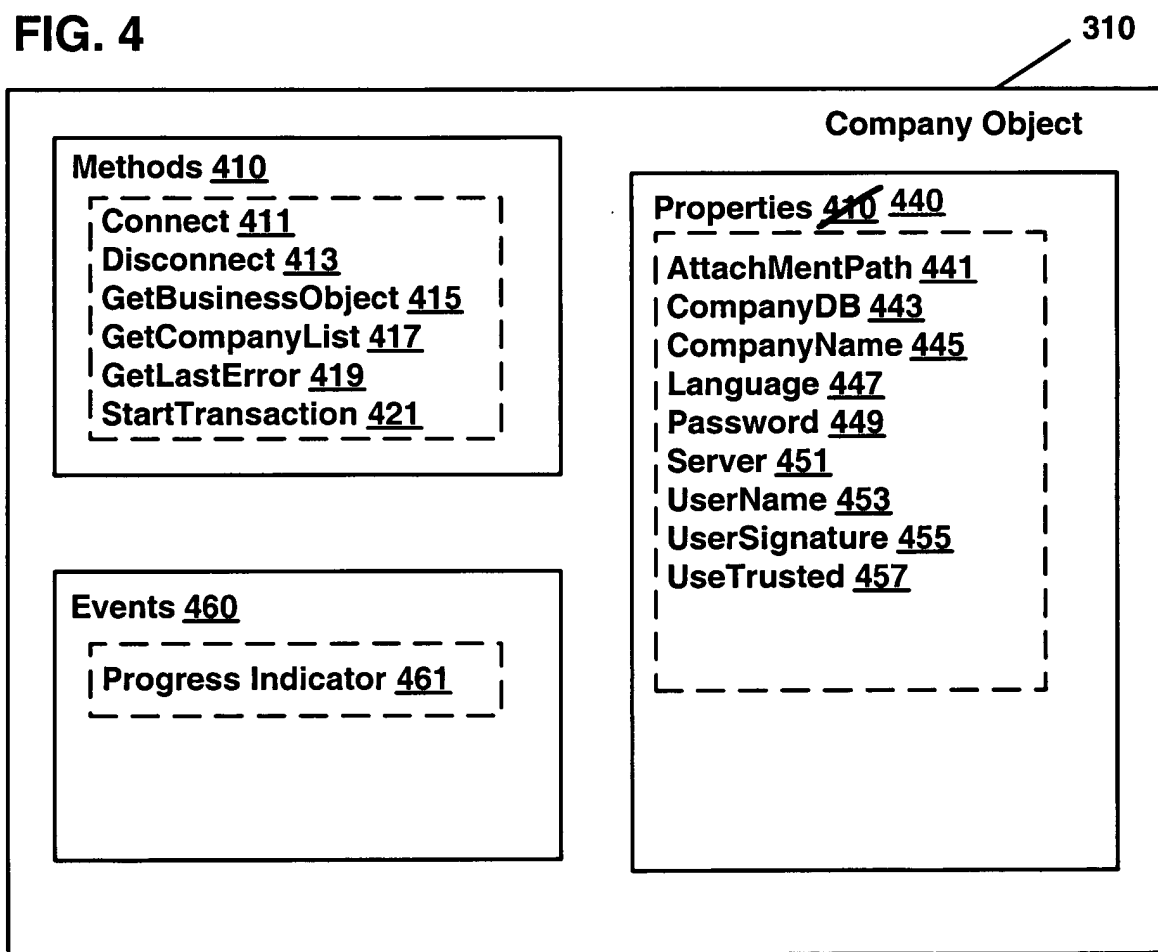 FIG. 4
310
Company Object
Methods 410
Connect 411
Disconnect 413
GetBusinessObject 415
GetCompanyList 417
GetLastError 419
StartTransaction 421
Events 460
Progress Indicator 461
Properties 410 440
AttachMentPath 441
CompanyDB 443
CompanyName 445
Language 447
Password 449
Server 451
UserName 453
UserSignature 455
UseTrusted 457